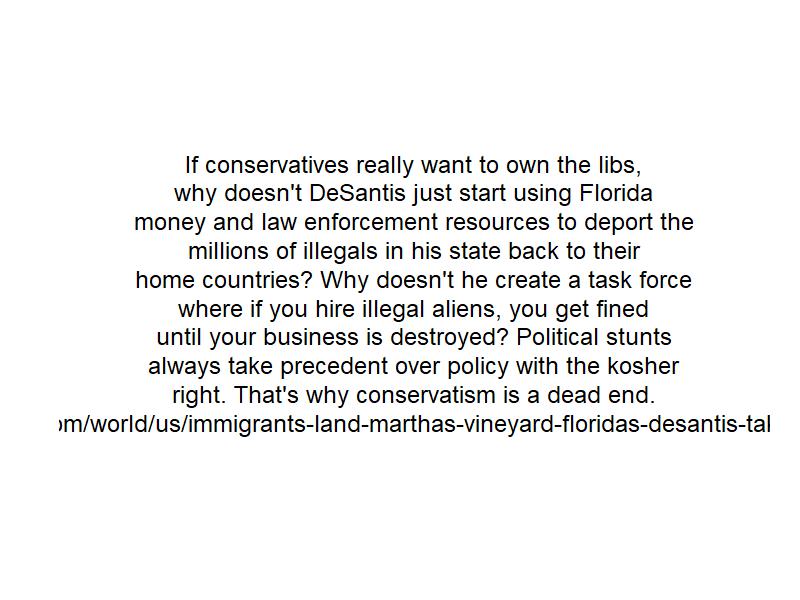 If conservatives really want to own the libs,
why doesn't DeSantis just start using Florida
money and law enforcement resources to deport the
millions of illegals in his state back to their
home countries? Why doesn't he create a task force
where if you hire illegal aliens, you get fined
until your business is destroyed? Political stunts
always take precedent over policy with the kosher
right. That's why conservatism is a dead end.
om/world/us/immigrants-land-marthas-vineyard-floridas-desantis-tal